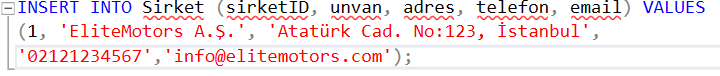 INSERT INTO Sirket (sirketID, unvan, adres, telefon, email) VALUES
(1, 'EliteMotors A.Ş.', 'Atatürk Cad. No:123, İstanbul',
'02121234567','info@elitemotors.com');